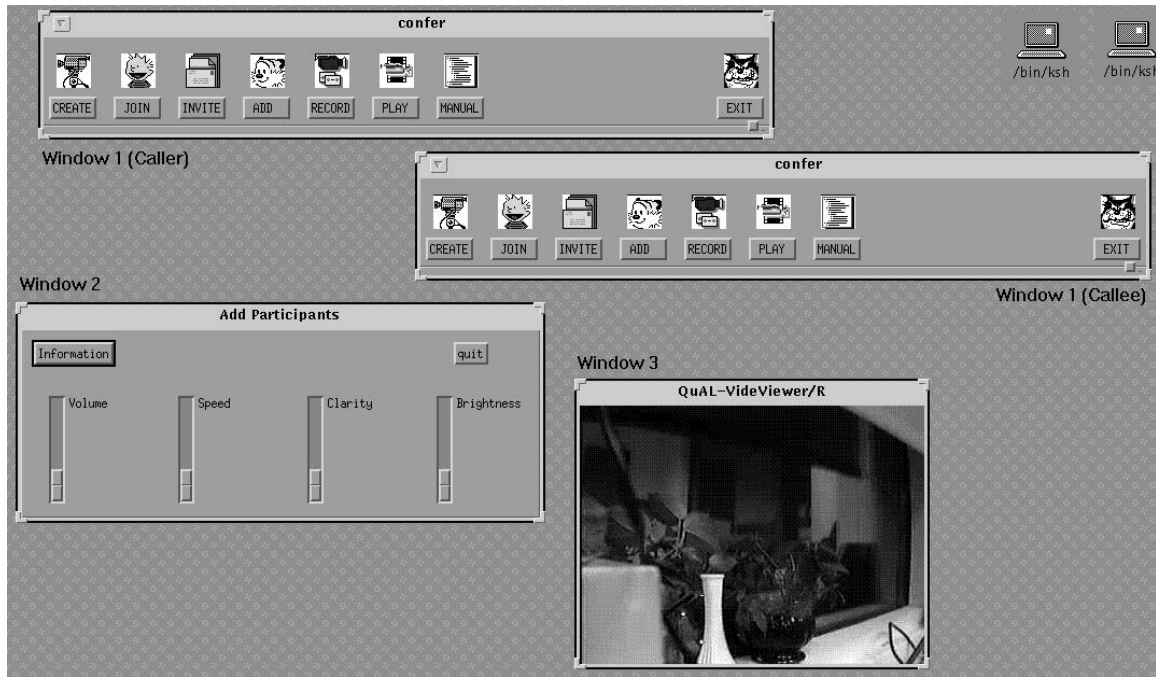 confer
CREATE JOIN INVITE ADD RECORD PLAY MANUAL EXIT
/bin/ksh /bin/ksh
Window 1 (Caller)
confer
CREATE JOIN INVITE ADD RECORD PLAY MANUAL EXIT
Window 1 (Callee)
Window 2
Add Participants
Information quit
Volume Speed Clarity Brightness
Window 3
QuAL-VideViewer/R